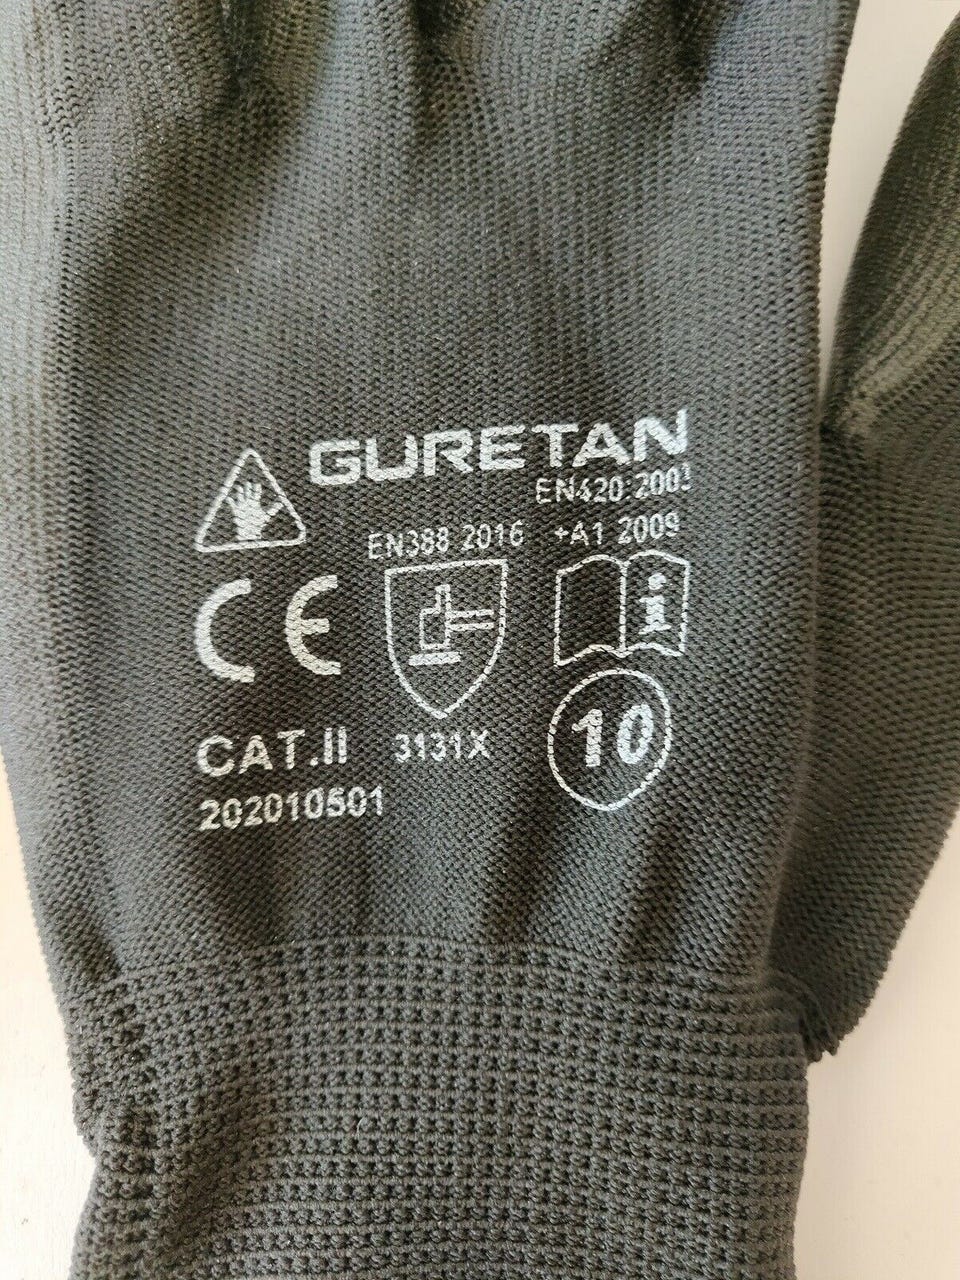 GURETAN
EN420 2003
EN388 2016 +A1 2009
CE
i
10
CAT.II 3131X
202010501